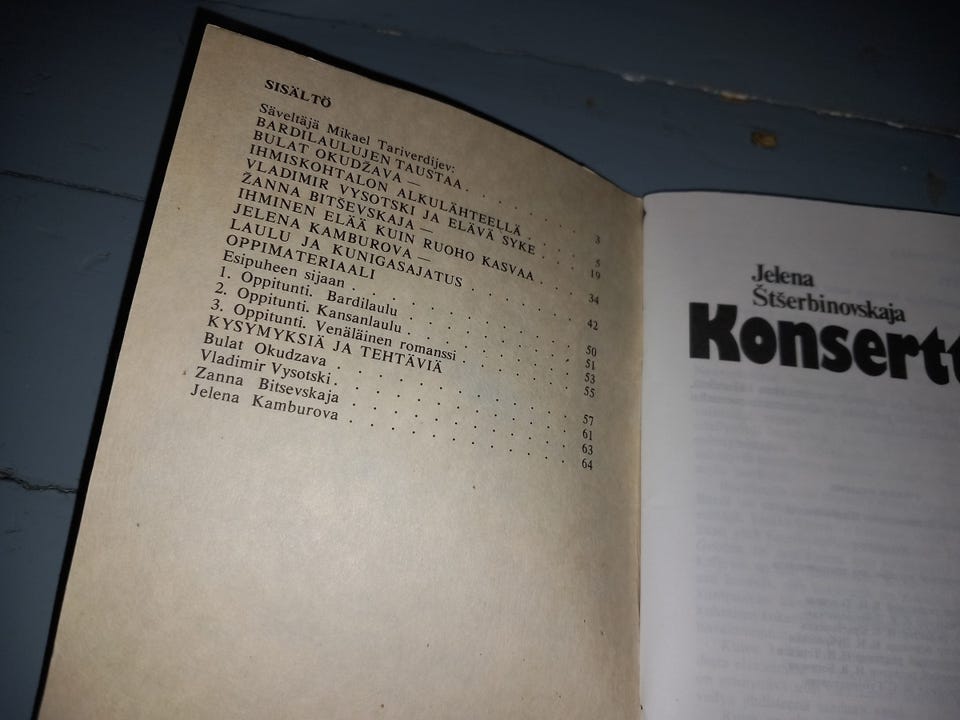 SISÄLTÖ
Säveltäjä Mikael Tariverdijev:
BARDILAULUJEN TAUSTAA . . . . . . . 3
BULAT OKUDŽAVA —
IHMISKOHTALON ALKULÄHTEELLÄ . . . . 5
VLADIMIR VYSOTSKI JA ELÄVÄ SYKE . . . 19
ŽANNA BITŠEVSKAJA —
IHMINEN ELÄÄ KUIN RUOHO KASVAA . . . 34
JELENA KAMBUROVA —
LAULU JA KUNIGASAJATUS . . . . . . . 42
OPPIMATERIAALI
Esipuheen sijaan . . . . . . . . . . 50
1. Oppitunti. Bardilaulu . . . . . . . . 51
2. Oppitunti. Kansanlaulu . . . . . . . . 53
3. Oppitunti. Venäläinen romanssi . . . . . 55
KYSYMYKSIÄ JA TEHTÄVIÄ
Bulat Okudzava . . . . . . . . . . 57
Vladimir Vysotski . . . . . . . . . . 61
Zanna Bitsevskaja . . . . . . . . . . 63
Jelena Kamburova . . . . . . . . . . 64
Jelena
Štšerbinovskaja